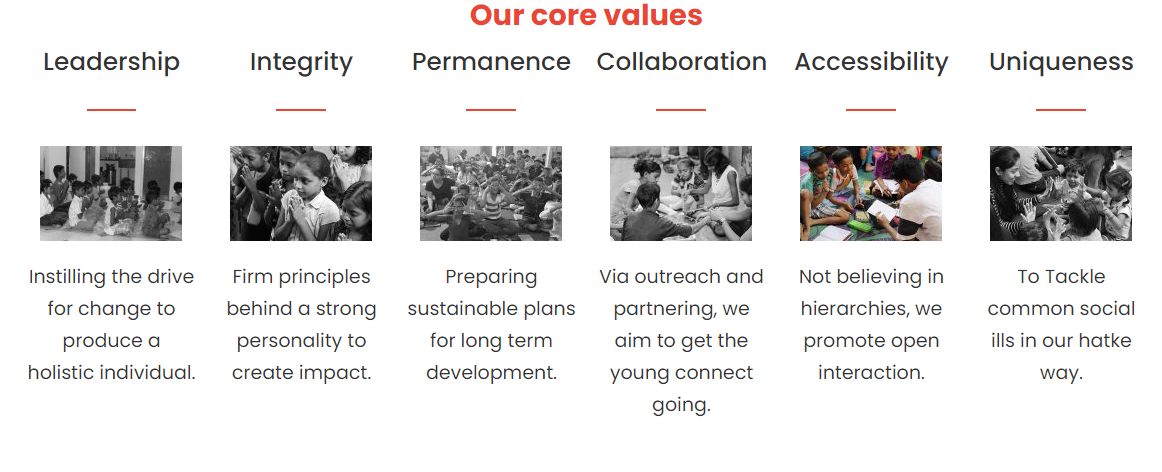 Our core values
Leadership
Integrity
Permanence
Collaboration
Accessibility
Uniqueness
Instilling the drive
for change to
produce a
holistic individual.
Firm principles
behind a strong
personality to
create impact.
Preparing
sustainable plans
for long term
development.
Via outreach and
partnering, we
aim to get the
young connect
going.
Not believing in
hierarchies, we
promote open
interaction.
To Tackle
common social
ills in our hatke
way.